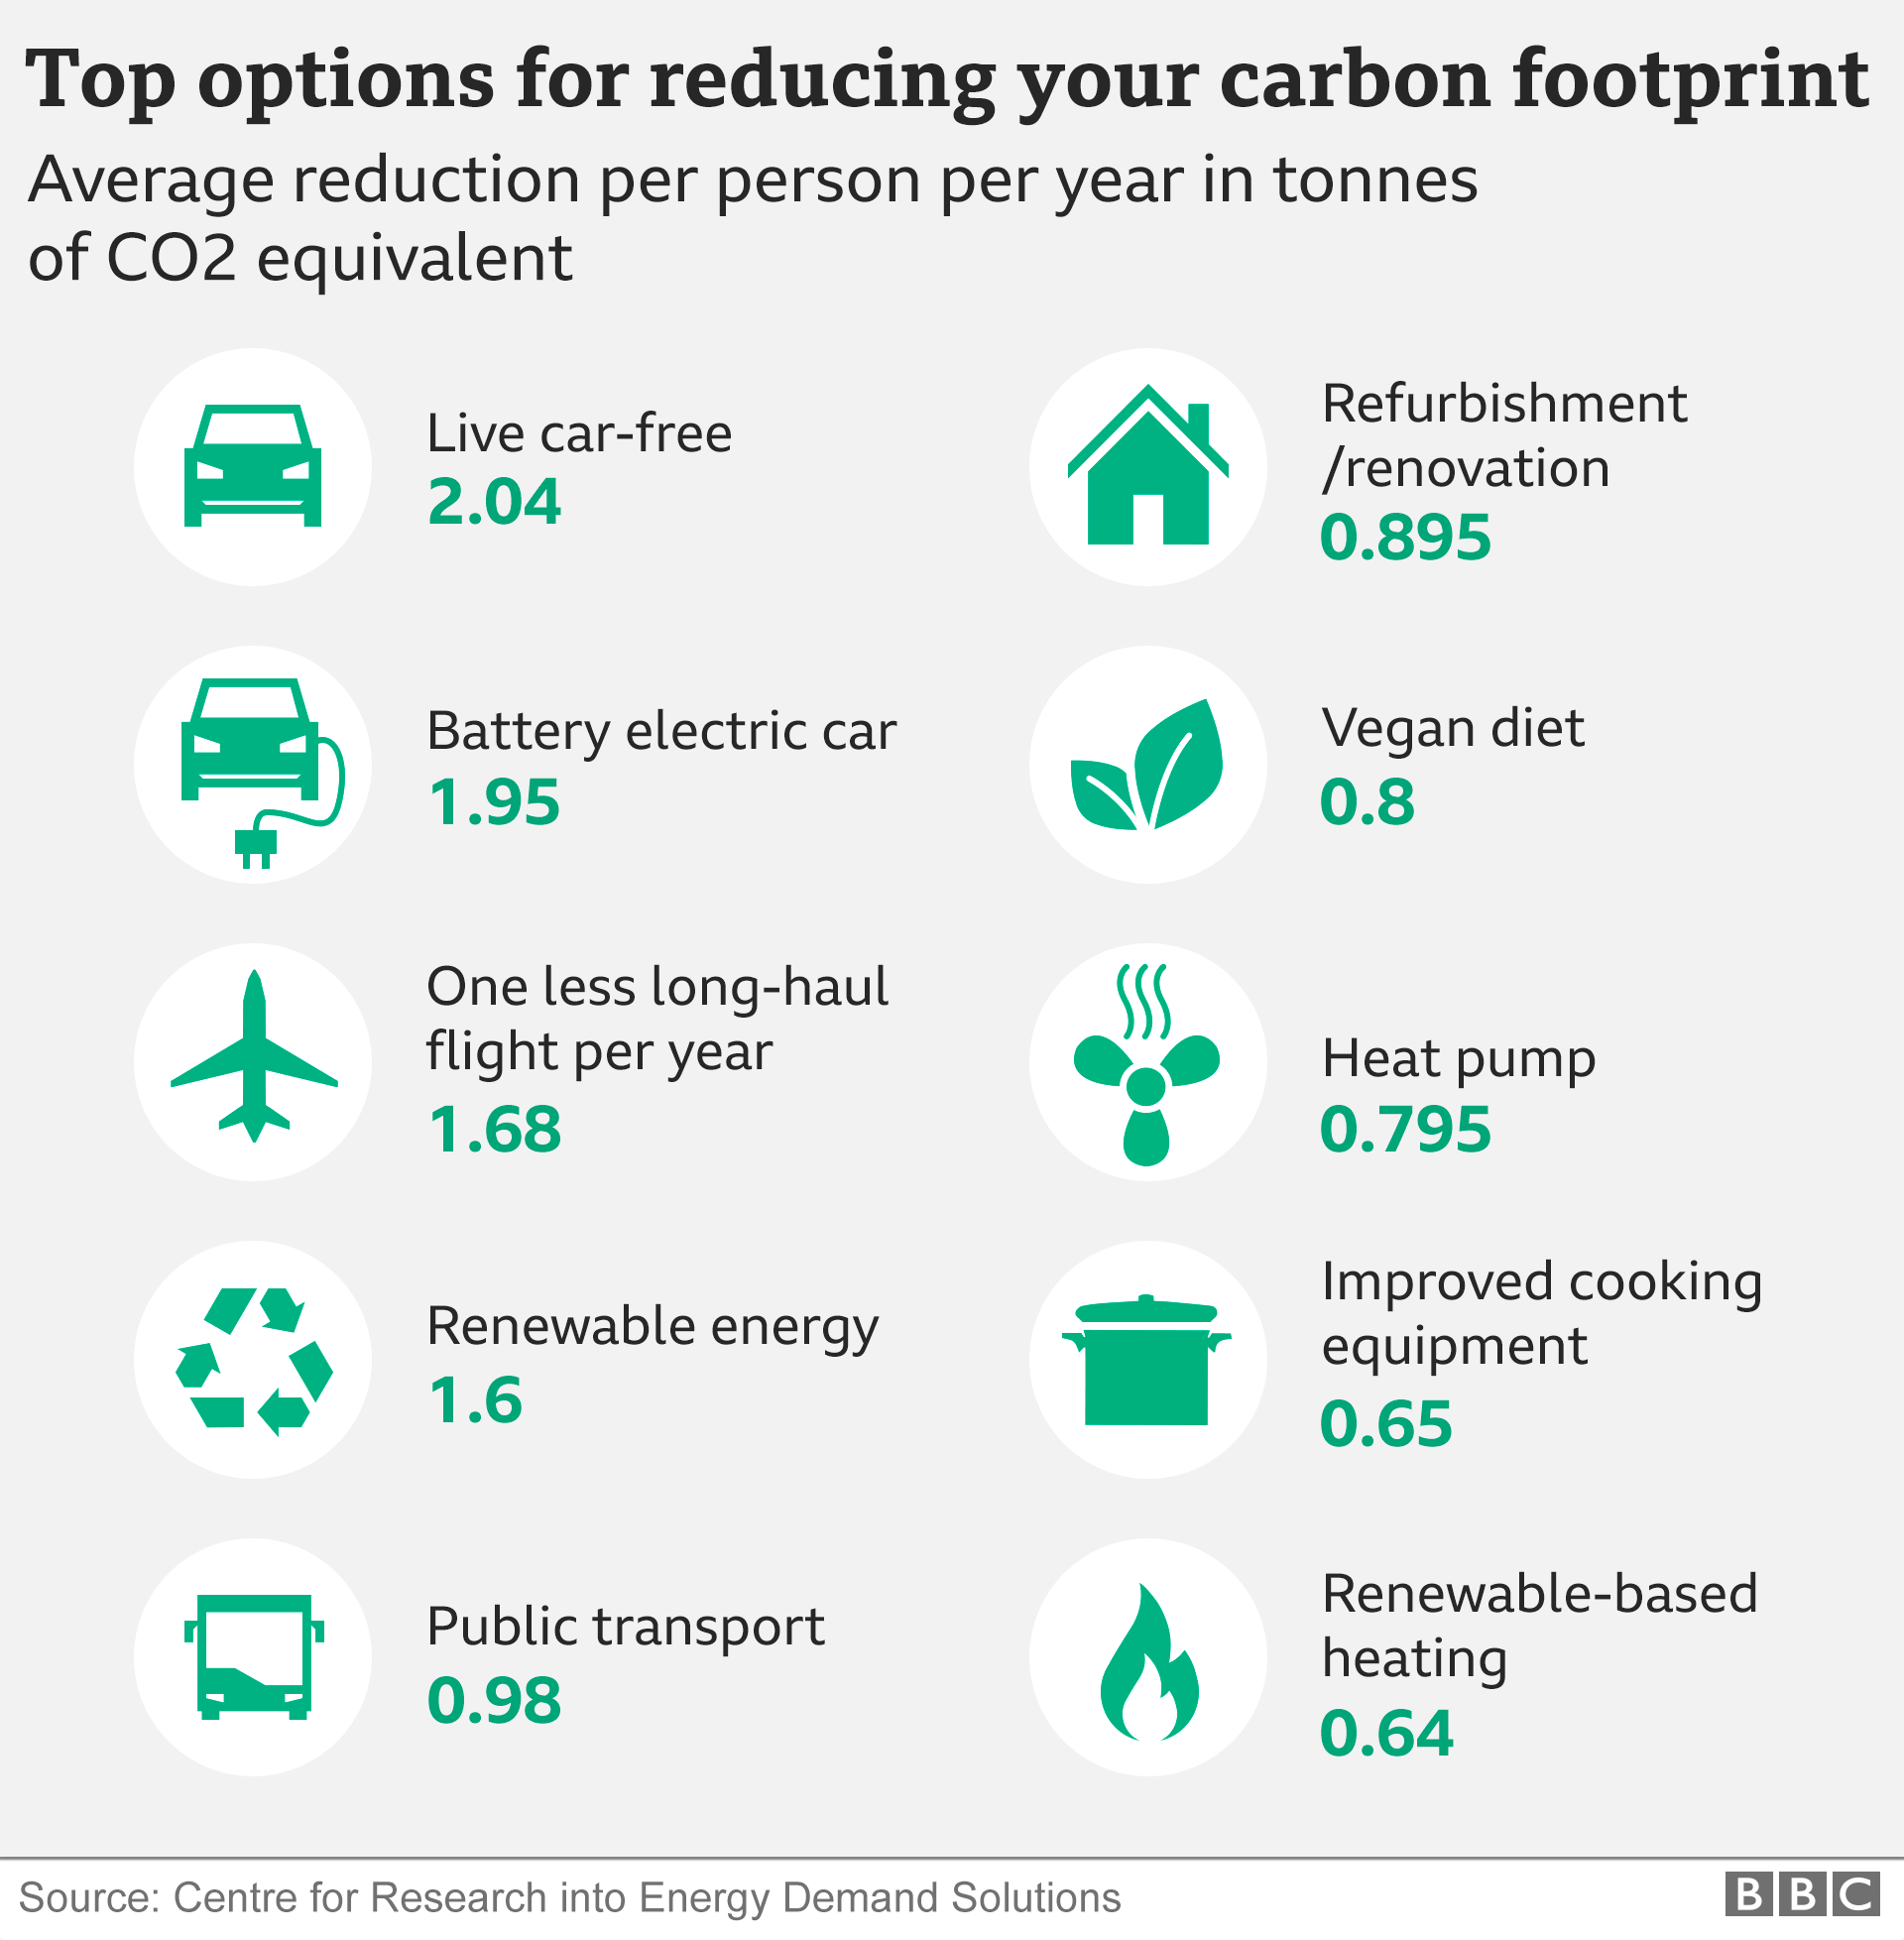 Top options for reducing your carbon footprint
Average reduction per person per year in tonnes
of CO2 equivalent
Live car-free
2.04
Battery electric car
1.95
One less long-haul
flight per year
1.68
Renewable energy
1.6
Public transport
0.98
Refurbishment
/renovation
0.895
Vegan diet
0.8
Heat pump
0.795
Improved cooking
equipment
0.65
Renewable-based
heating
0.64
Source: Centre for Research into Energy Demand Solutions
BBC